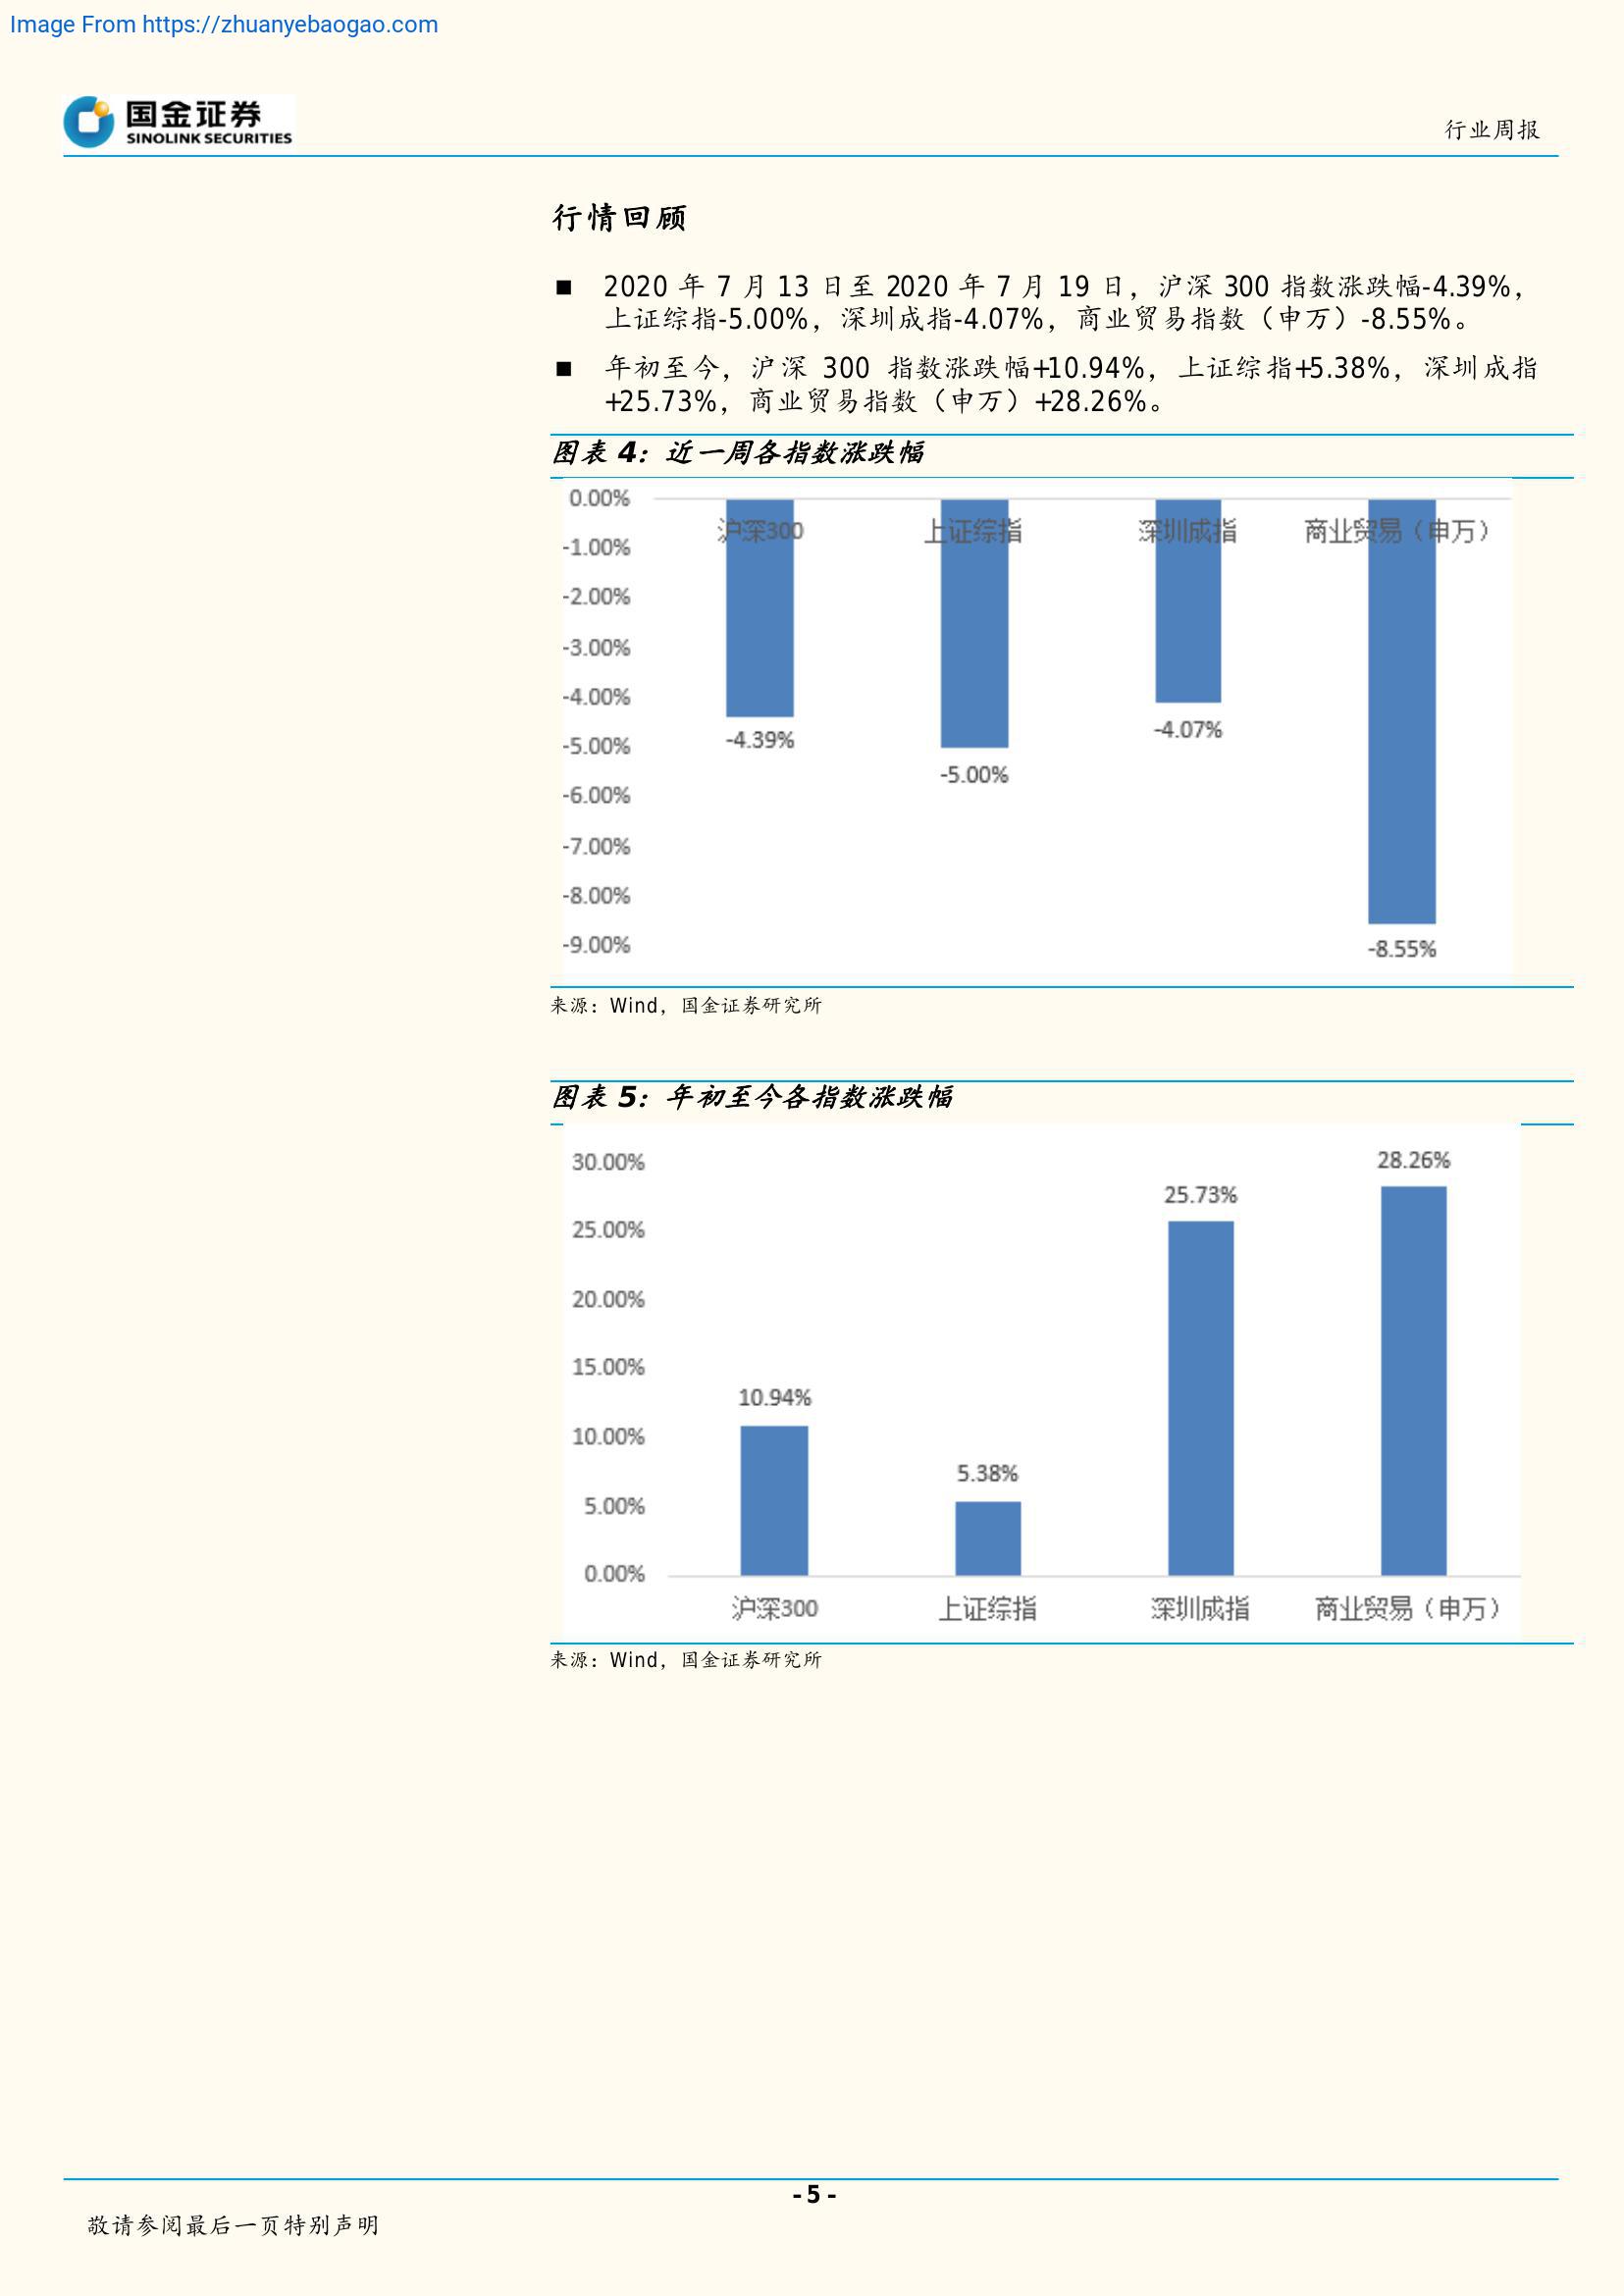 Image From https://zhuanyebaogao.com
国金证券
SINOLINK SECURITIES
行业周报
行情回顾
■ 2020 年 7 月 13 日至 2020 年 7 月 19 日，沪深 300 指数涨跌幅-4.39%，
上证综指-5.00%，深圳成指-4.07%，商业贸易指数（申万）-8.55%。
■ 年初至今，沪深 300 指数涨跌幅+10.94%，上证综指+5.38%，深圳成指
+25.73%，商业贸易指数（申万）+28.26%。
图表 4：近一周各指数涨跌幅
0.00%
沪深300 上证综指 深圳成指 商业贸易（申万）
-1.00%
-2.00%
-3.00%
-4.00%
-4.07%
-4.39%
-5.00%
-5.00%
-6.00%
-7.00%
-8.00%
-9.00%
-8.55%
来源：Wind，国金证券研究所
图表 5：年初至今各指数涨跌幅
30.00%
28.26%
25.73%
25.00%
20.00%
15.00%
10.94%
10.00%
5.38%
5.00%
0.00%
沪深300 上证综指 深圳成指 商业贸易（申万）
来源：Wind，国金证券研究所
- 5 -
敬请参阅最后一页特别声明